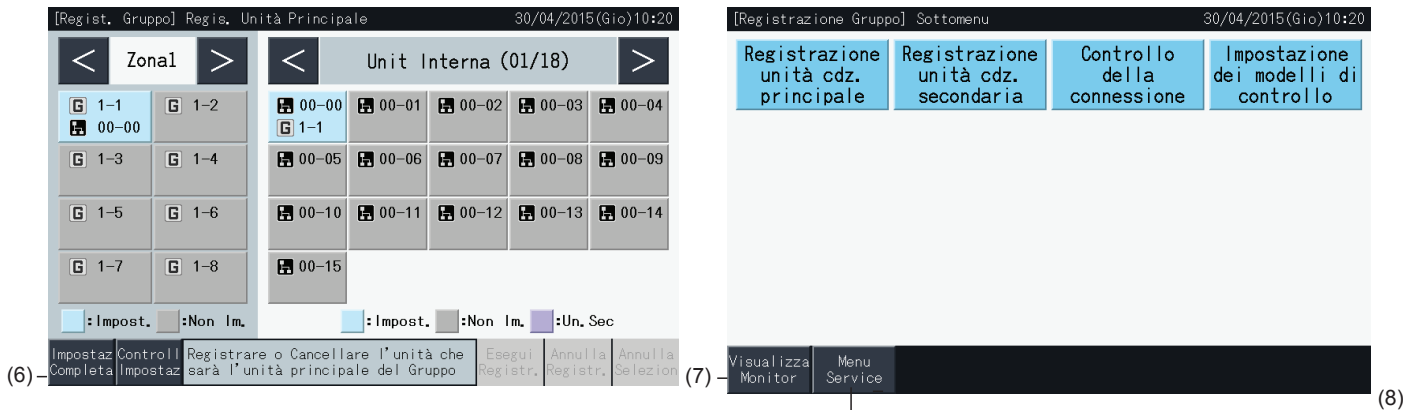 [Regist. Gruppo] Regis. Unità Principale 30/04/2015(Gio)10:20
< Zona1 > < Unit Interna (01/18) >
G 1-1 G 1-2 00-00 00-01 00-02 00-03 00-04
00-00 G 1-1
G 1-3 G 1-4 00-05 00-06 00-07 00-08 00-09
G 1-5 G 1-6 00-10 00-11 00-12 00-13 00-14
G 1-7 G 1-8 00-15
:Impost. :Non Im. :Impost. :Non Im. :Un.Sec
Impostaz Controll Registrare o Cancellare l'unità che Esegui Annulla Annulla
Completa Impostaz sarà l'unità principale del Gruppo Registr. Registr. Selezion
(6)
[Registrazione Gruppo] Sottomenu 30/04/2015(Gio)10:20
Registrazione Registrazione Controllo Impostazione
unità cdz. unità cdz. della dei modelli di
principale secondaria connessione controllo
Visualizza Menu
Monitor Service
(7)
(8)